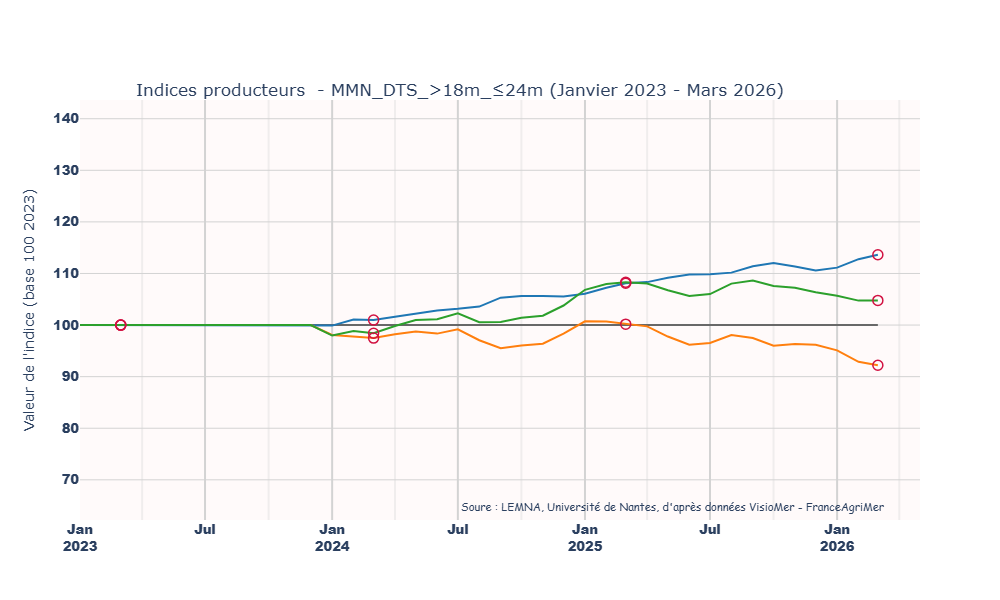 Indices producteurs - MMN_DTS_>18m_≤24m (Janvier 2023 - Mars 2026)
Valeur de l'indice (base 100 2023)
140
130
120
110
100
90
80
70
Soure : LEMNA, Université de Nantes, d'après données VisioMer - FranceAgriMer
Jan Jul Jan Jul Jan Jul Jan
2023 2024 2025 2026